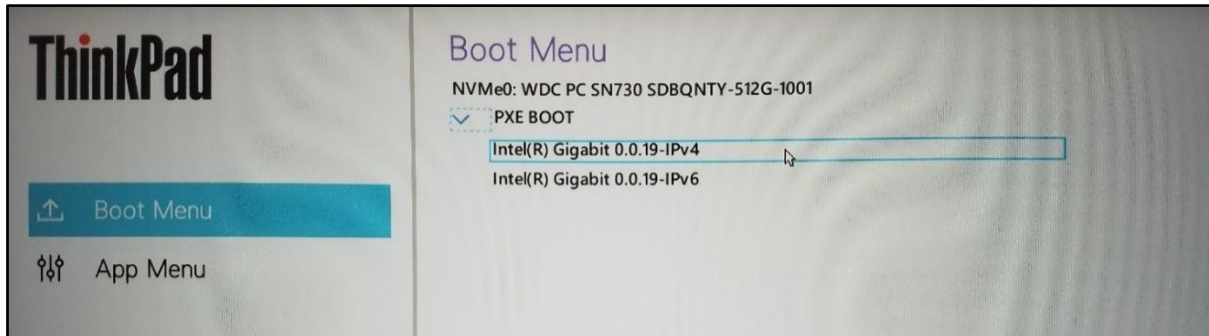 ThinkPad
Boot Menu
App Menu
Boot Menu
NVMe0: WDC PC SN730 SDBQNTY-512G-1001
PXE BOOT
Intel(R) Gigabit 0.0.19-IPv4
Intel(R) Gigabit 0.0.19-IPv6